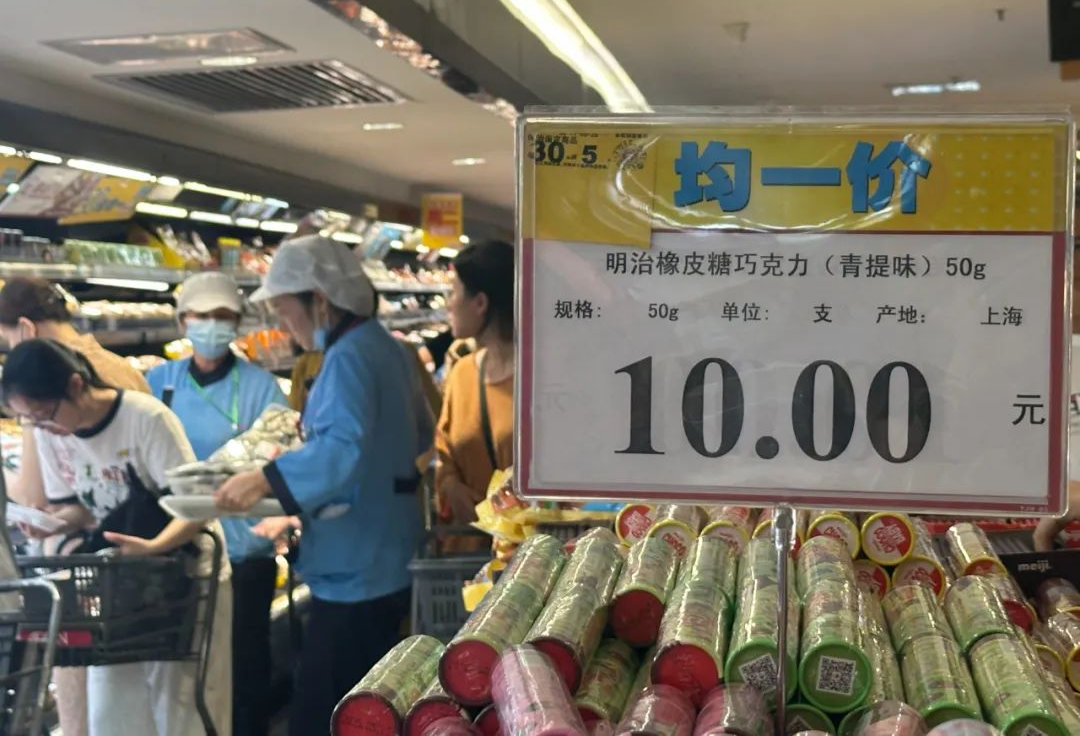 30 5
均一价
明治橡皮糖巧克力（青提味）50g
规格： 50g 单位： 支 产地： 上海
10.00 元
meiji